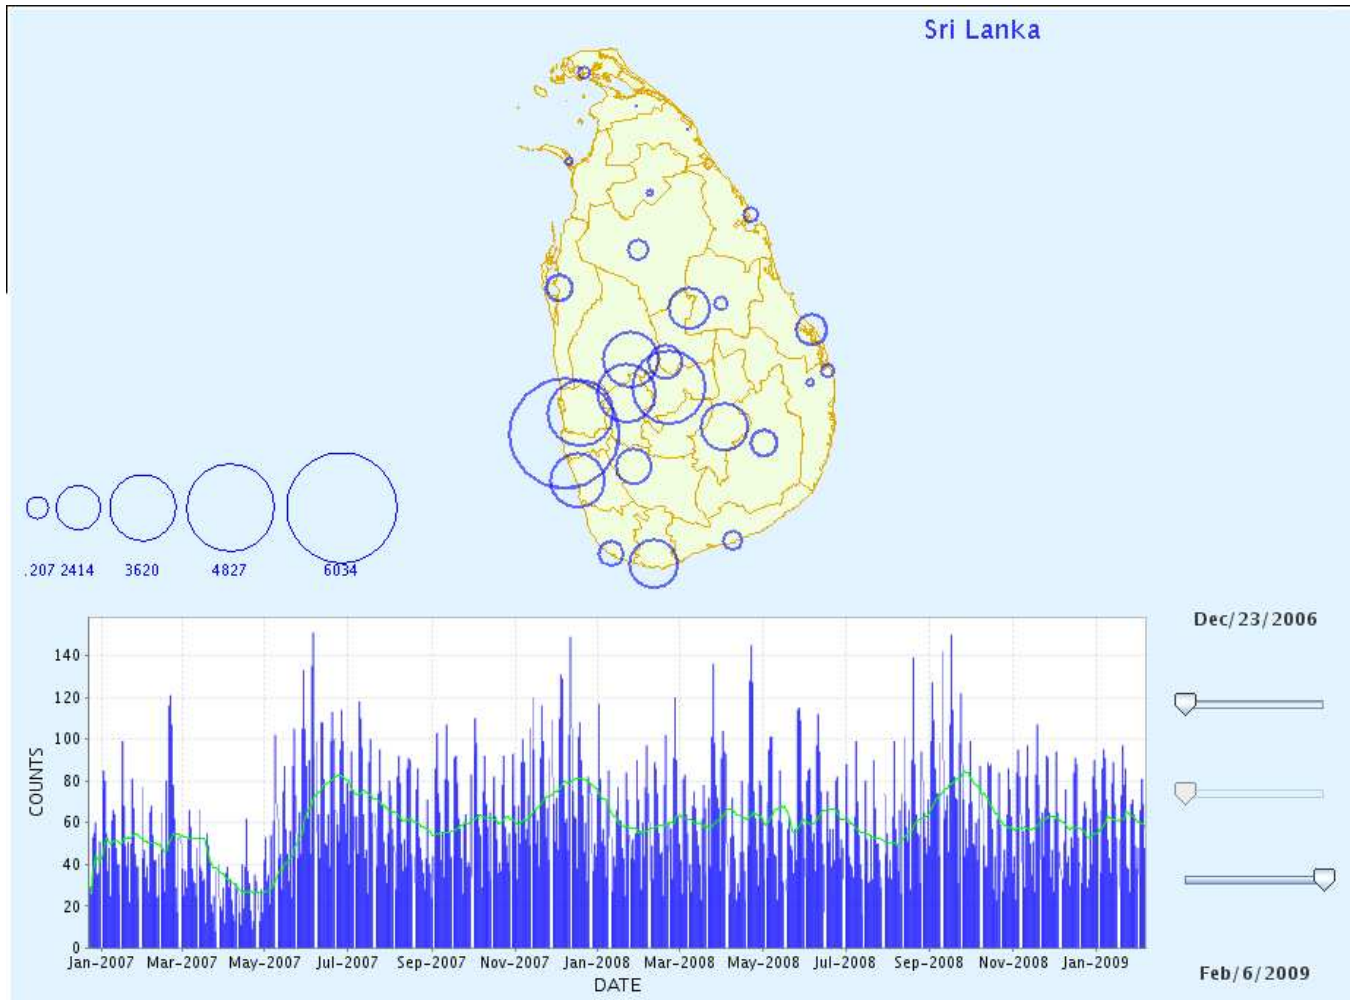 Sri Lanka
.207 2414 3620 4827 6034
Dec/23/2006
140
120
100
80
60
40
20
0
COUNTS
Jan-2007 Mar-2007 May-2007 Jul-2007 Sep-2007 Nov-2007 Jan-2008 Mar-2008 May-2008 Jul-2008 Sep-2008 Nov-2008 Jan-2009
DATE
Feb/6/2009